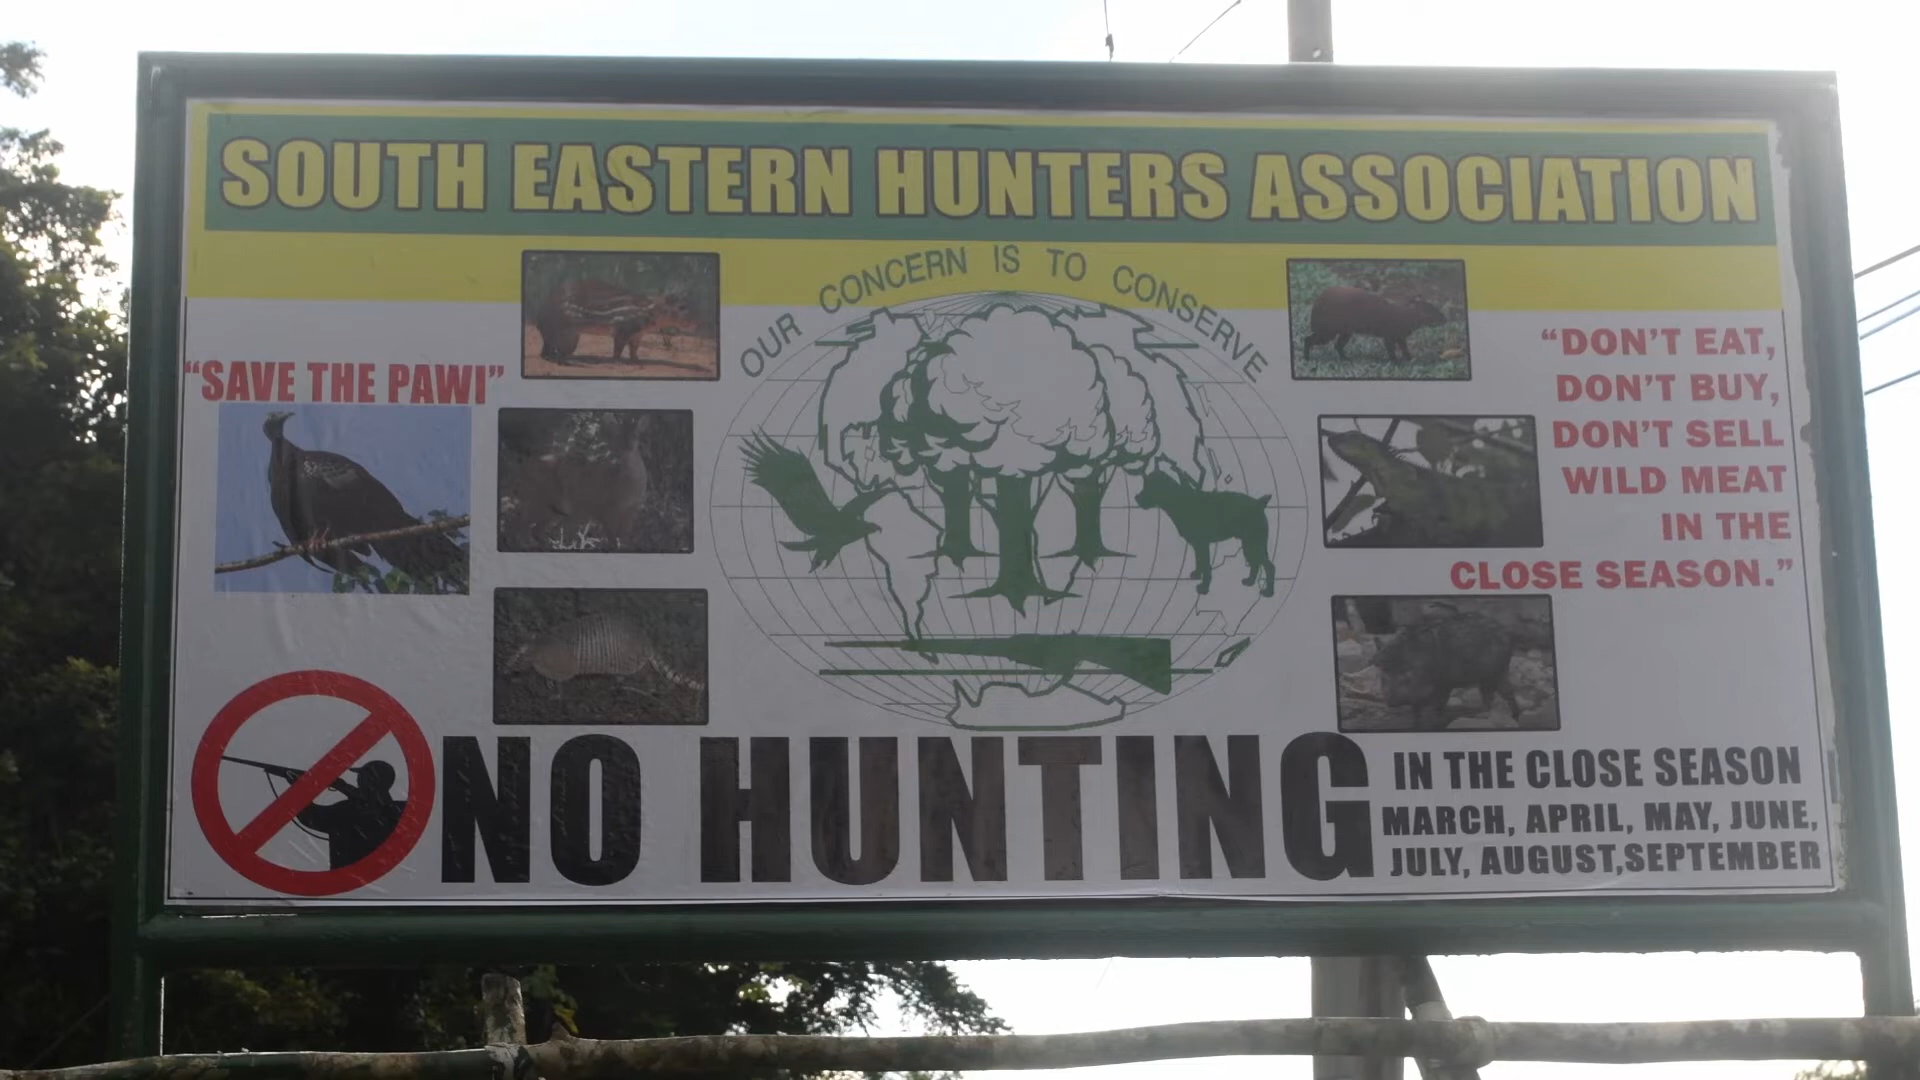 SOUTH EASTERN HUNTERS ASSOCIATION
OUR CONCERN IS TO CONSERVE
"SAVE THE PAWI"
"DON'T EAT,
DON'T BUY,
DON'T SELL
WILD MEAT
IN THE
CLOSE SEASON."
NO HUNTING
IN THE CLOSE SEASON
MARCH, APRIL, MAY, JUNE,
JULY, AUGUST,SEPTEMBER